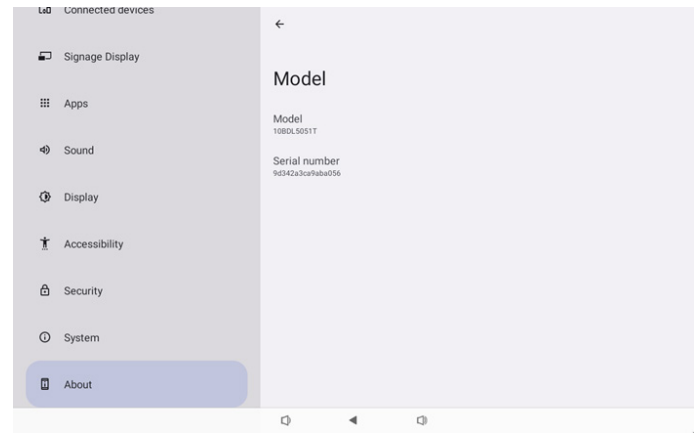 Connected devices
Signage Display
Apps
Sound
Display
Accessibility
Security
System
About
Model
Model
10BDL5051T
Serial number
9d342a3ca9aba056